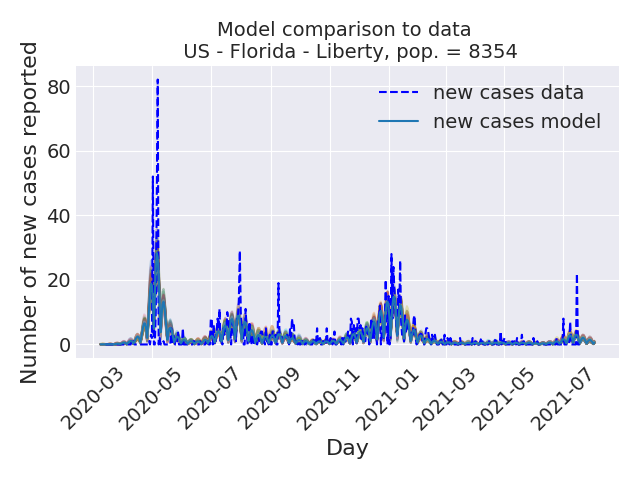 Model comparison to data
US - Florida - Liberty, pop. = 8354
Number of new cases reported
80
60
40
20
0
new cases data
new cases model
2020-03
2020-05
2020-07
2020-09
2020-11
2021-01
2021-03
2021-05
2021-07
Day